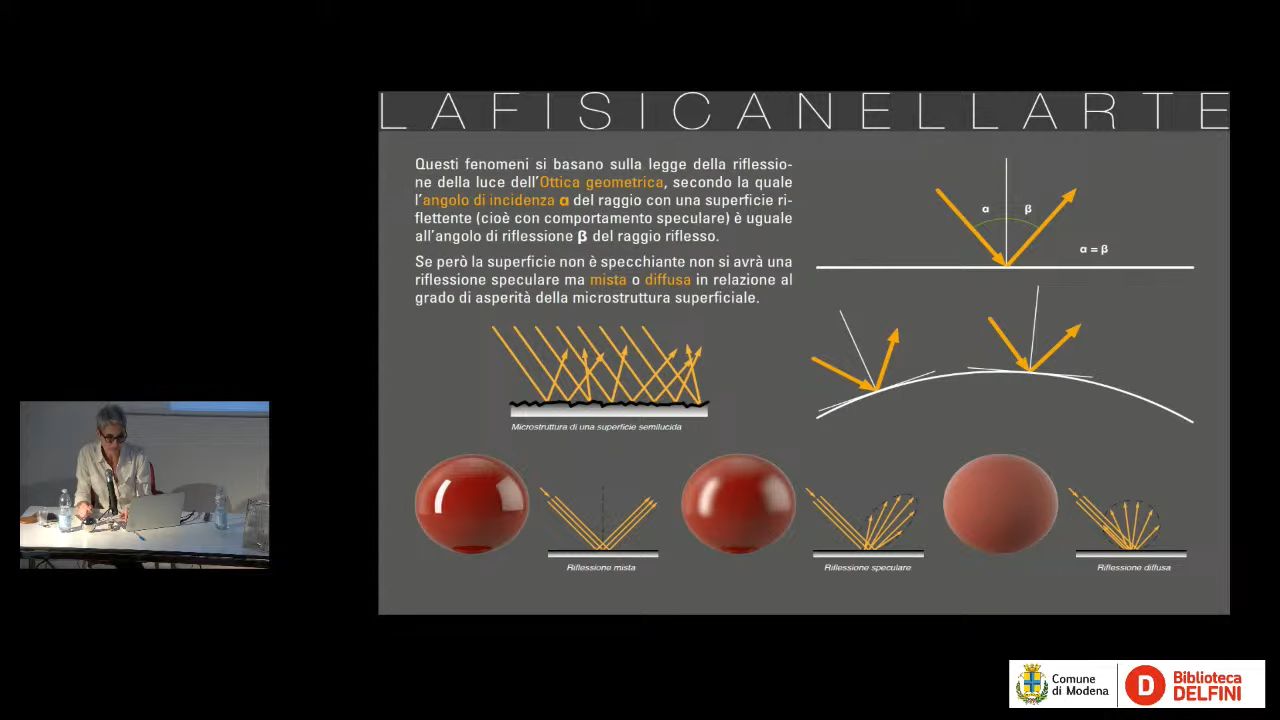 LAFISICANELLARTE
Questi fenomeni si basano sulla legge della riflessio-
ne della luce dell'Ottica geometrica, secondo la quale
l'angolo di incidenza α del raggio con una superficie ri-
flettente (cioè con comportamento speculare) è uguale
all'angolo di riflessione β del raggio riflesso.
Se però la superficie non è specchiante non si avrà una
riflessione speculare ma mista o diffusa in relazione al
grado di asperità della microstruttura superficiale.
α
β
α = β
Microstruttura di una superficie semilucida
Riflessione mista
Riflessione speculare
Riflessione diffusa
Comune
di Modena
D
Biblioteca
DELFINI